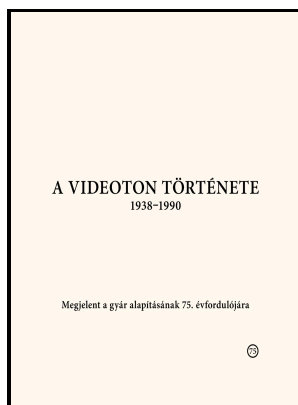 A VIDEOTON TÖRTÉNETE
1938–1990
Megjelent a gyár alapításának 75. évfordulójára
75